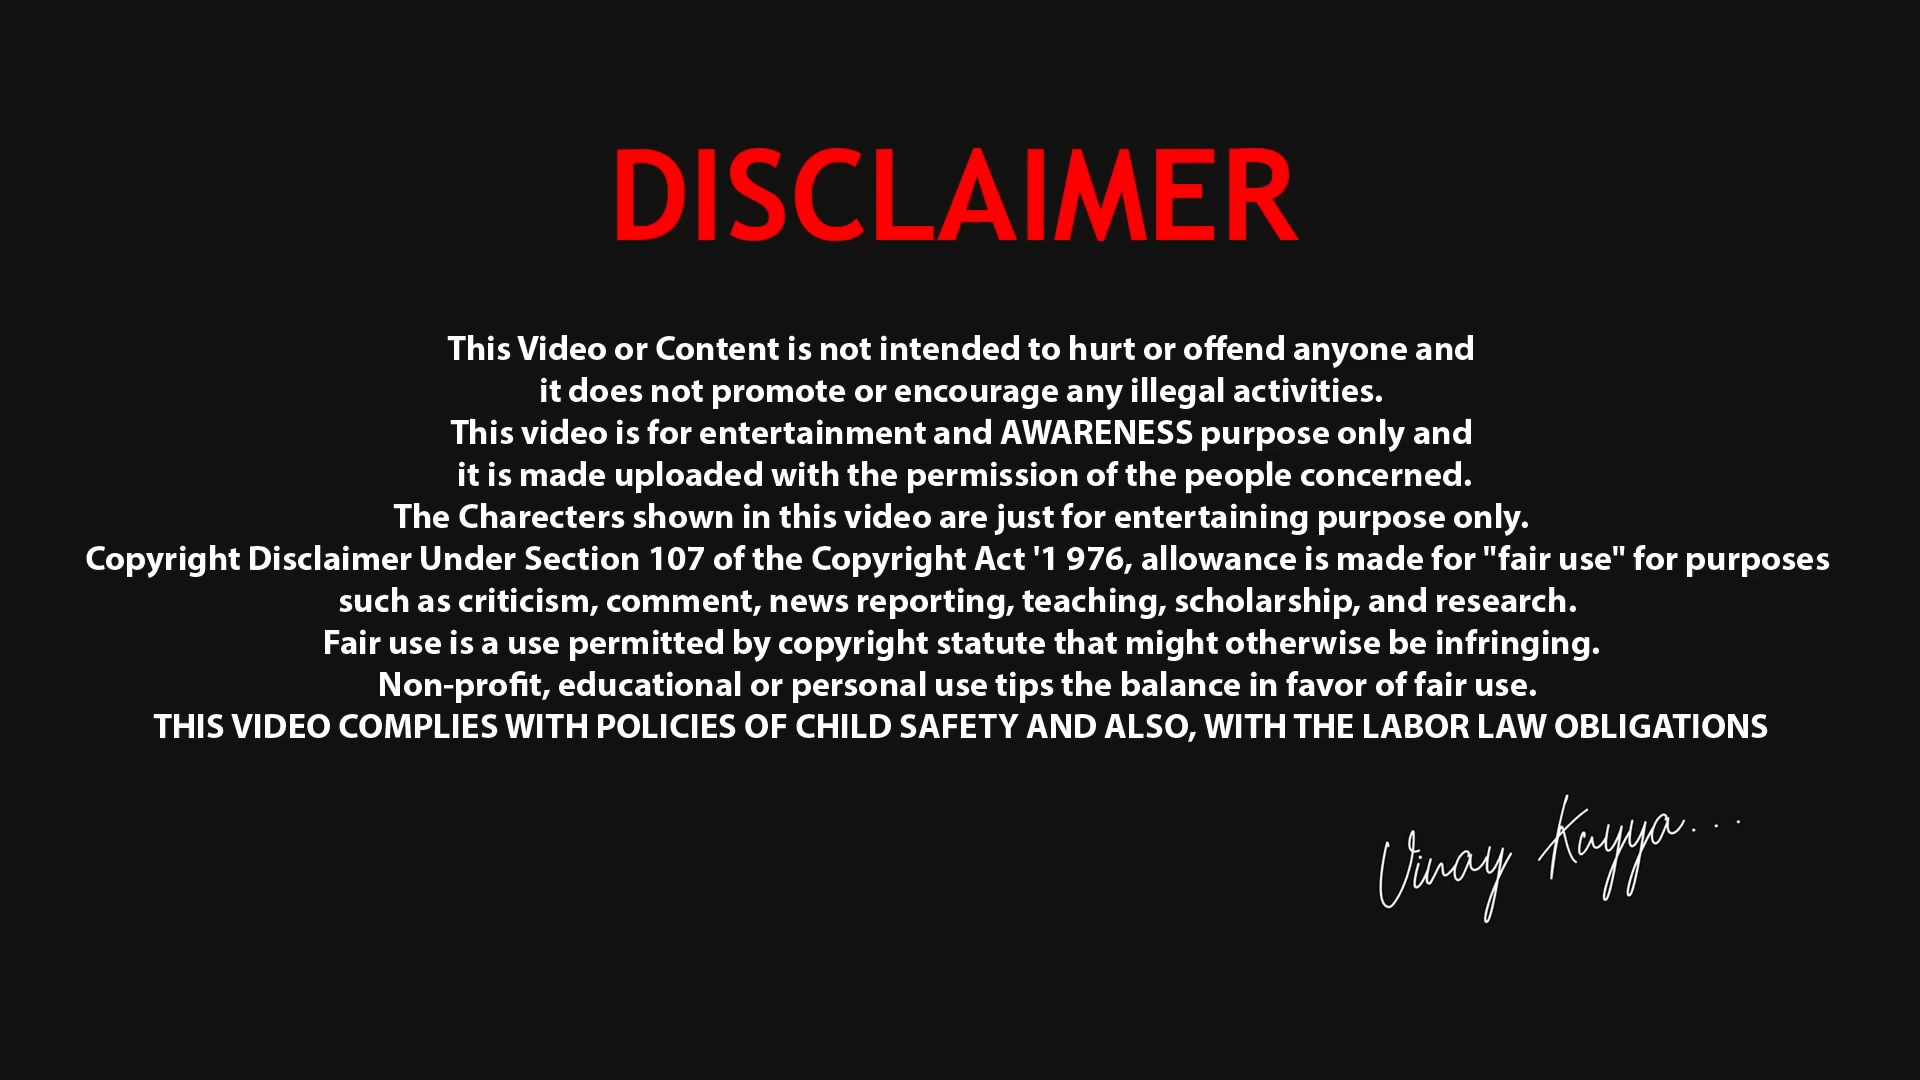 DISCLAIMER
This Video or Content is not intended to hurt or offend anyone and
it does not promote or encourage any illegal activities.
This video is for entertainment and AWARENESS purpose only and
it is made uploaded with the permission of the people concerned.
The Charecters shown in this video are just for entertaining purpose only.
Copyright Disclaimer Under Section 107 of the Copyright Act '1 976, allowance is made for "fair use" for purposes
such as criticism, comment, news reporting, teaching, scholarship, and research.
Fair use is a use permitted by copyright statute that might otherwise be infringing.
Non-profit, educational or personal use tips the balance in favor of fair use.
THIS VIDEO COMPLIES WITH POLICIES OF CHILD SAFETY AND ALSO, WITH THE LABOR LAW OBLIGATIONS
Vinay Kuyya...